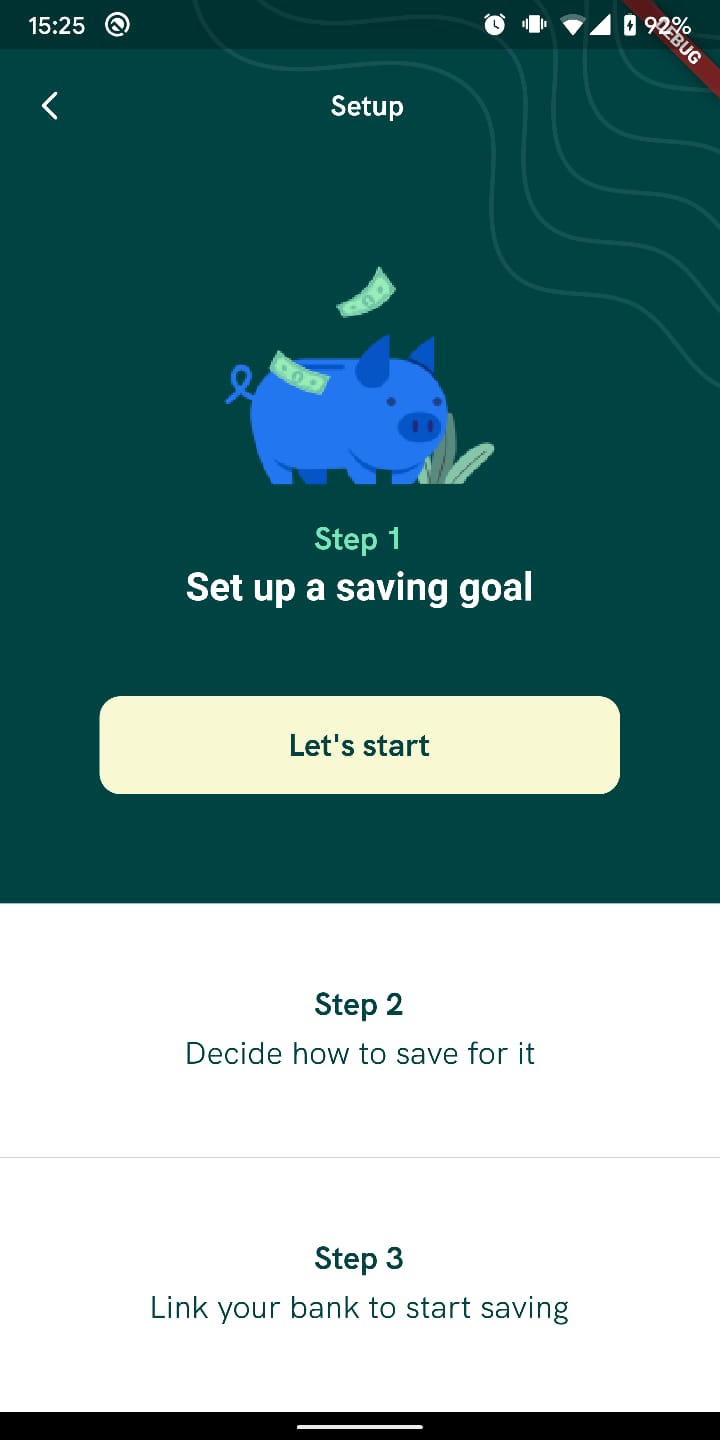 15:25 92%
DEBUG
Setup
Step 1
Set up a saving goal
Let's start
Step 2
Decide how to save for it
Step 3
Link your bank to start saving